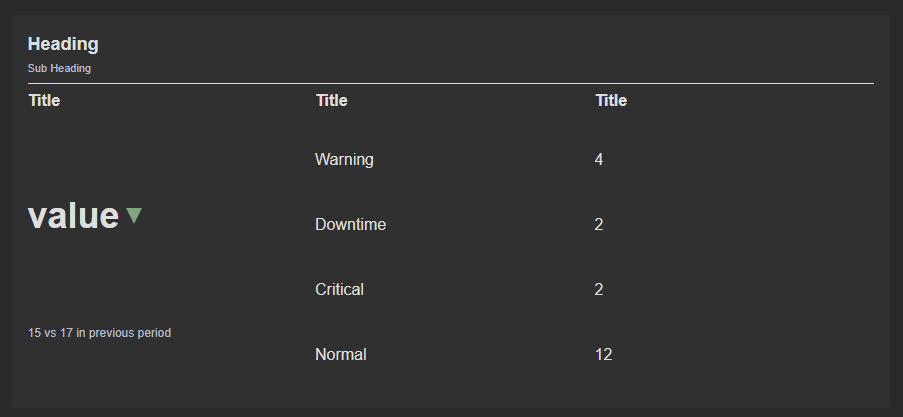 Heading
Sub Heading
Title Title Title
Warning 4
value
Downtime 2
Critical 2
15 vs 17 in previous period
Normal 12